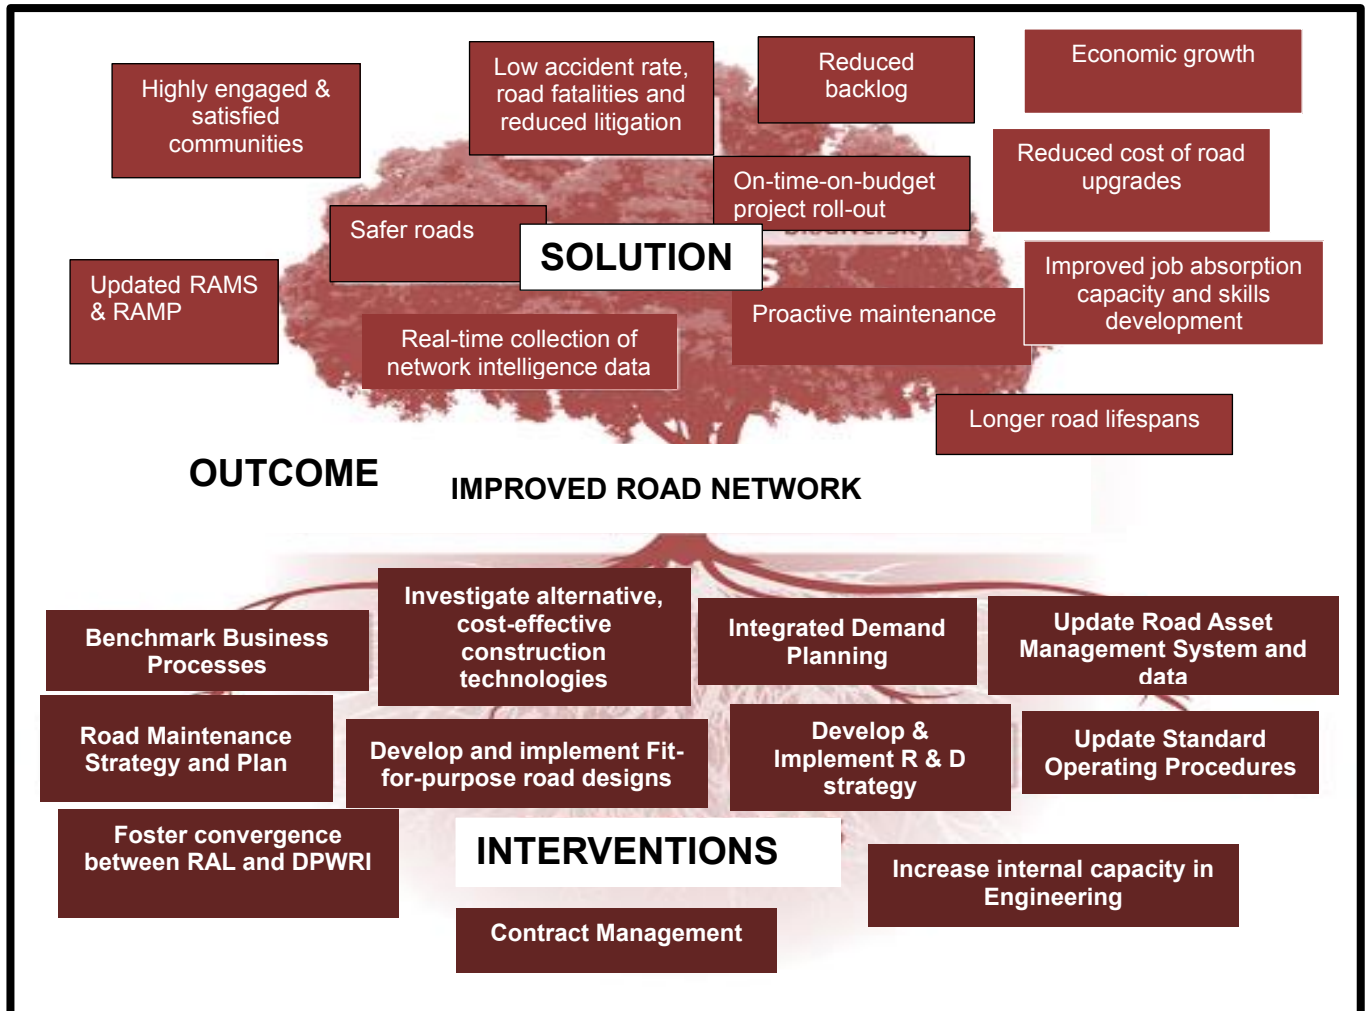 Highly engaged &
satisfied
communities
Low accident rate,
road fatalities and
reduced litigation
Reduced
backlog
Economic growth
Reduced cost of road
upgrades
On-time-on-budget
project roll-out
biodiversity
Safer roads
SOLUTION
S
Updated RAMS
& RAMP
Real-time collection of
network intelligence data
Proactive maintenance
Improved job absorption
capacity and skills
development
Longer road lifespans
OUTCOME
IMPROVED ROAD NETWORK
Benchmark Business
Processes
Investigate alternative,
cost-effective
construction
technologies
Integrated Demand
Planning
Update Road Asset
Management System and
data
Road Maintenance
Strategy and Plan
Develop and implement Fit-
for-purpose road designs
Develop &
Implement R & D
strategy
Update Standard
Operating Procedures
Foster convergence
between RAL and DPWRI
INTERVENTIONS
Increase internal capacity in
Engineering
Contract Management